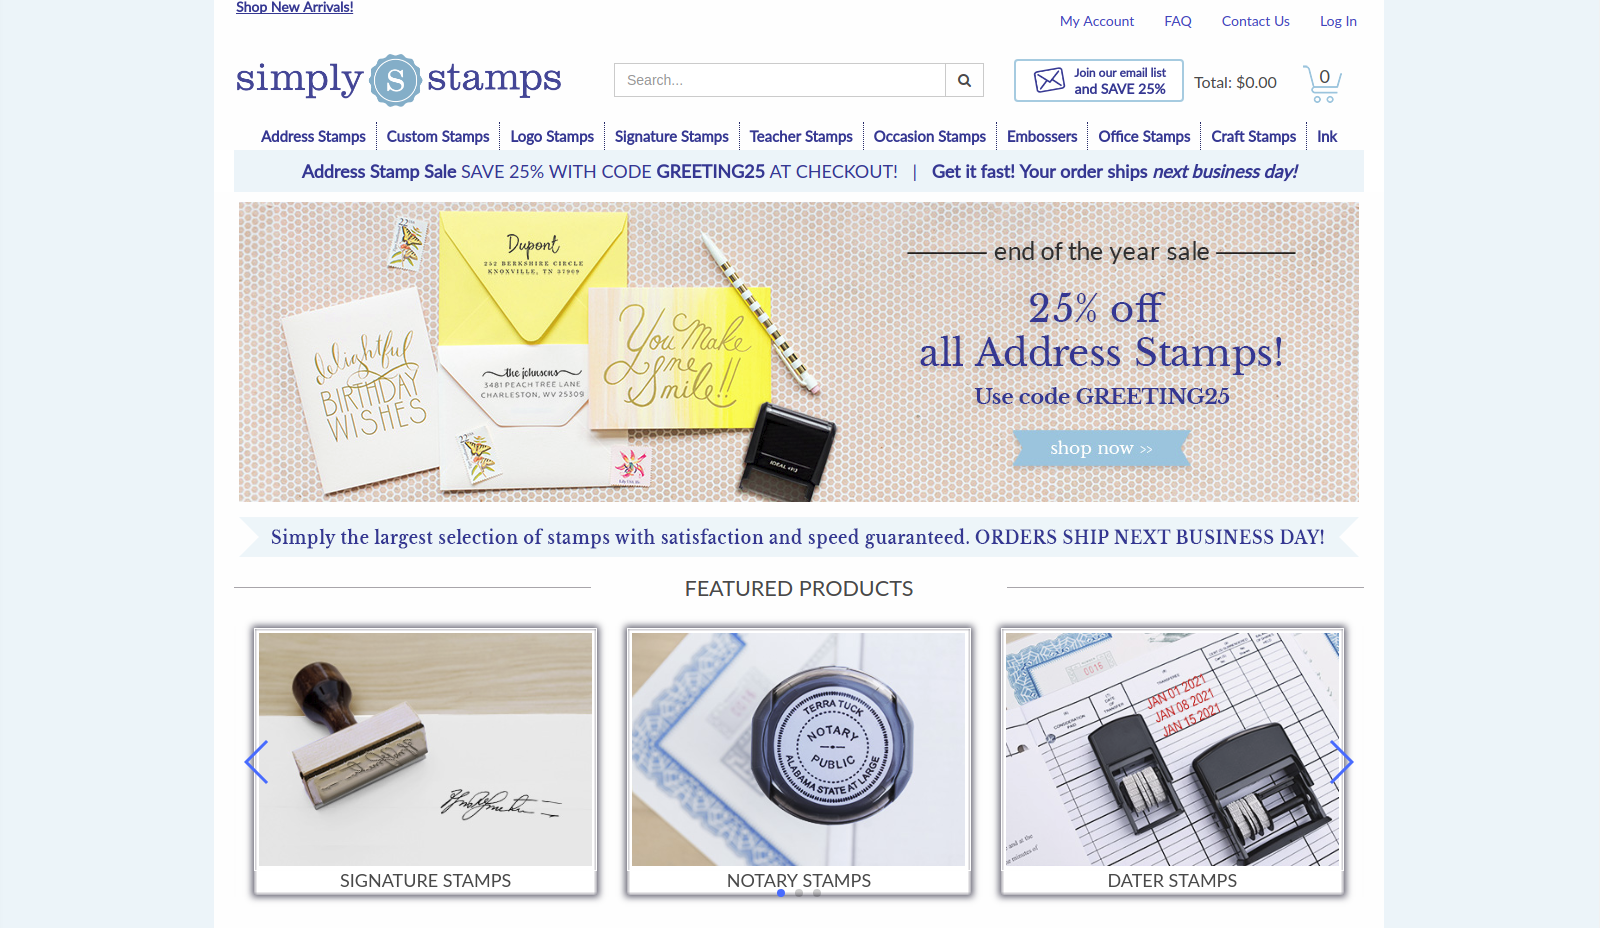 Shop New Arrivals!
My Account FAQ Contact Us Log In
simply S stamps
Search...
Join our email list
and SAVE 25%
Total: $0.00
0
Address Stamps Custom Stamps Logo Stamps Signature Stamps Teacher Stamps Occasion Stamps Embossers Office Stamps Craft Stamps Ink
Address Stamp Sale SAVE 25% WITH CODE GREETING25 AT CHECKOUT! | Get it fast! Your order ships next business day!
Dupont
252 BERKSHIRE CIRCLE
KNOXVILLE, TN 37909
delightful
BIRTHDAY
WISHES
the johnsons
3481 PEACH TREE LANE
CHARLESTON, WV 25309
You Make
me
Smile!!
end of the year sale
25% off
all Address Stamps!
Use code GREETING25
shop now >>
Simply the largest selection of stamps with satisfaction and speed guaranteed. ORDERS SHIP NEXT BUSINESS DAY!
FEATURED PRODUCTS
SIGNATURE STAMPS
TERRA TUCK
NOTARY
PUBLIC
ALABAMA STATE AT LARGE
NOTARY STAMPS
0016
JAN 01 2021
JAN 08 2021
JAN 15 2021
DATER STAMPS